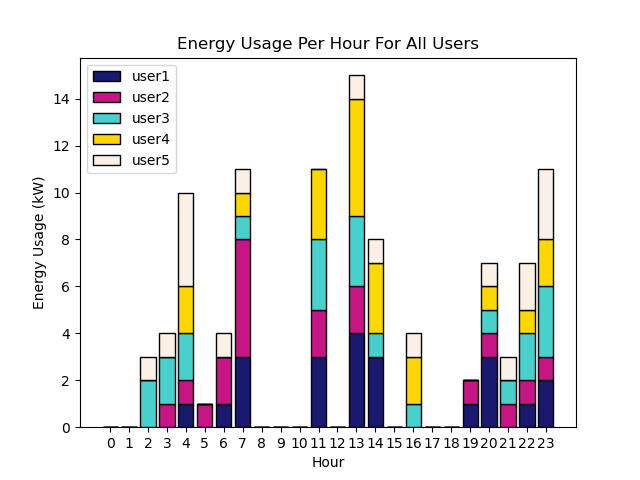 Energy Usage Per Hour For All Users
user1
user2
user3
user4
user5
Energy Usage (kW)
14
12
10
8
6
4
2
0
0 1 2 3 4 5 6 7 8 9 10 11 12 13 14 15 16 17 18 19 20 21 22 23
Hour